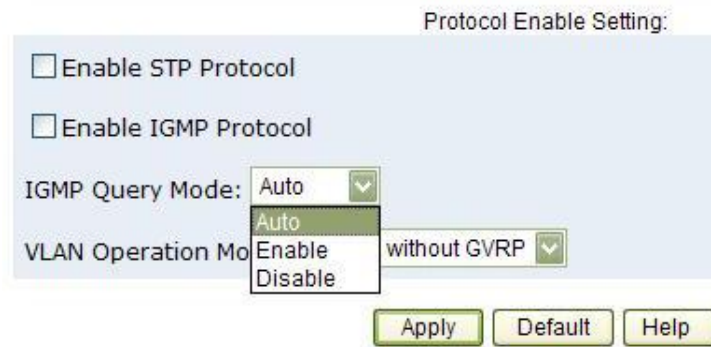 Protocol Enable Setting:
Enable STP Protocol
Enable IGMP Protocol
IGMP Query Mode: Auto
Auto
Enable
Disable
VLAN Operation Mo without GVRP
Apply Default Help